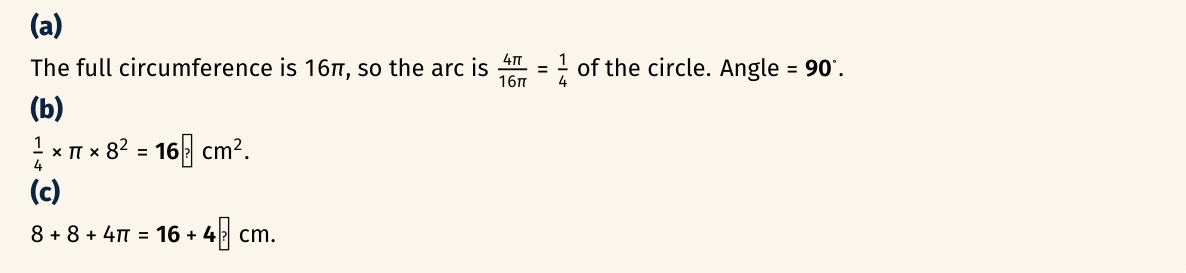 (a)
The full circumference is 16π, so the arc is 4π/16π = 1/4 of the circle. Angle = 90°.
(b)
1/4 × π × 8² = 16⍰ cm².
(c)
8 + 8 + 4π = 16 + 4⍰ cm.